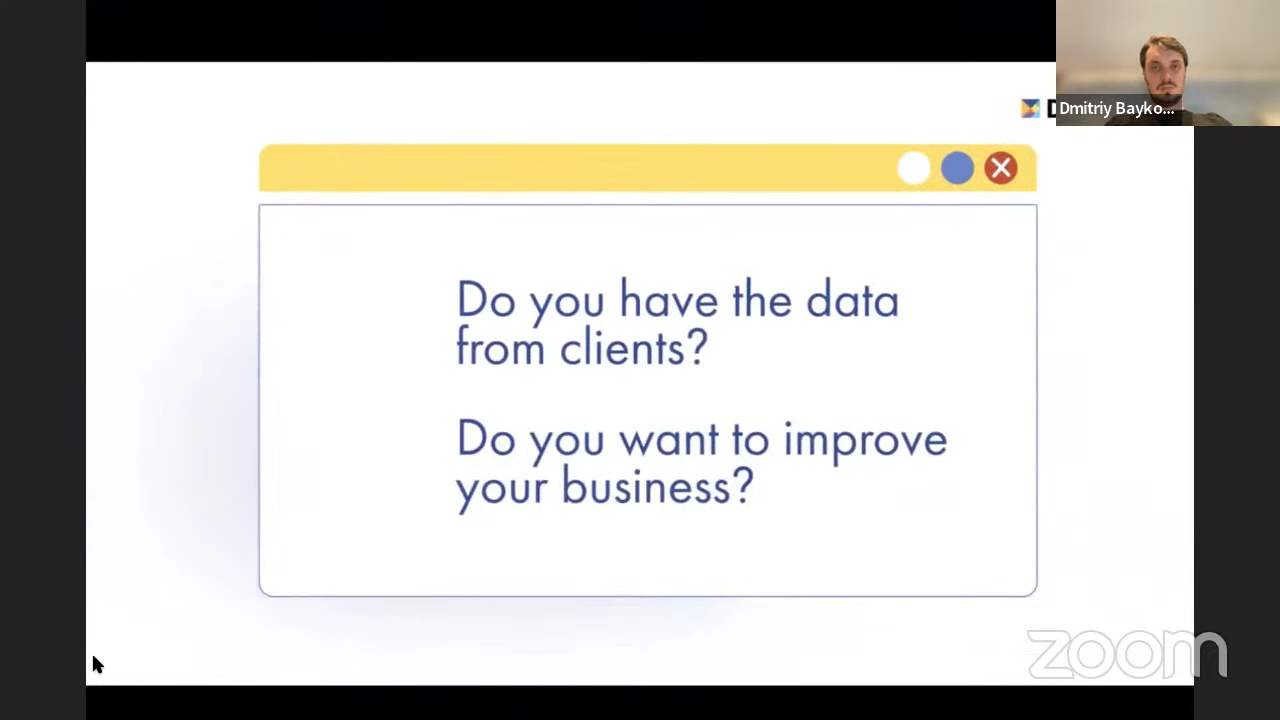 D
Dmitriy Bayko...
Do you have the data
from clients?
Do you want to improve
your business?
zoom